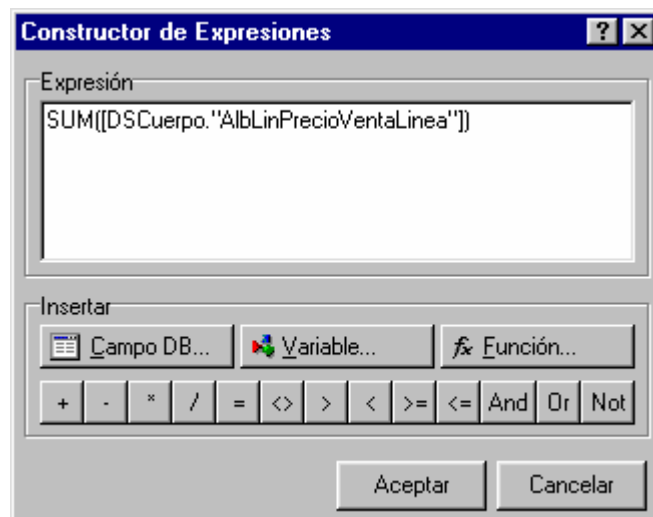 Constructor de Expresiones
Expresión
SUM([DSCuerpo."AlbLinPrecioVentaLinea"])
Insertar
Campo DB... Variable... fx Función...
+ - * / = <> > < >= <= And Or Not
Aceptar Cancelar